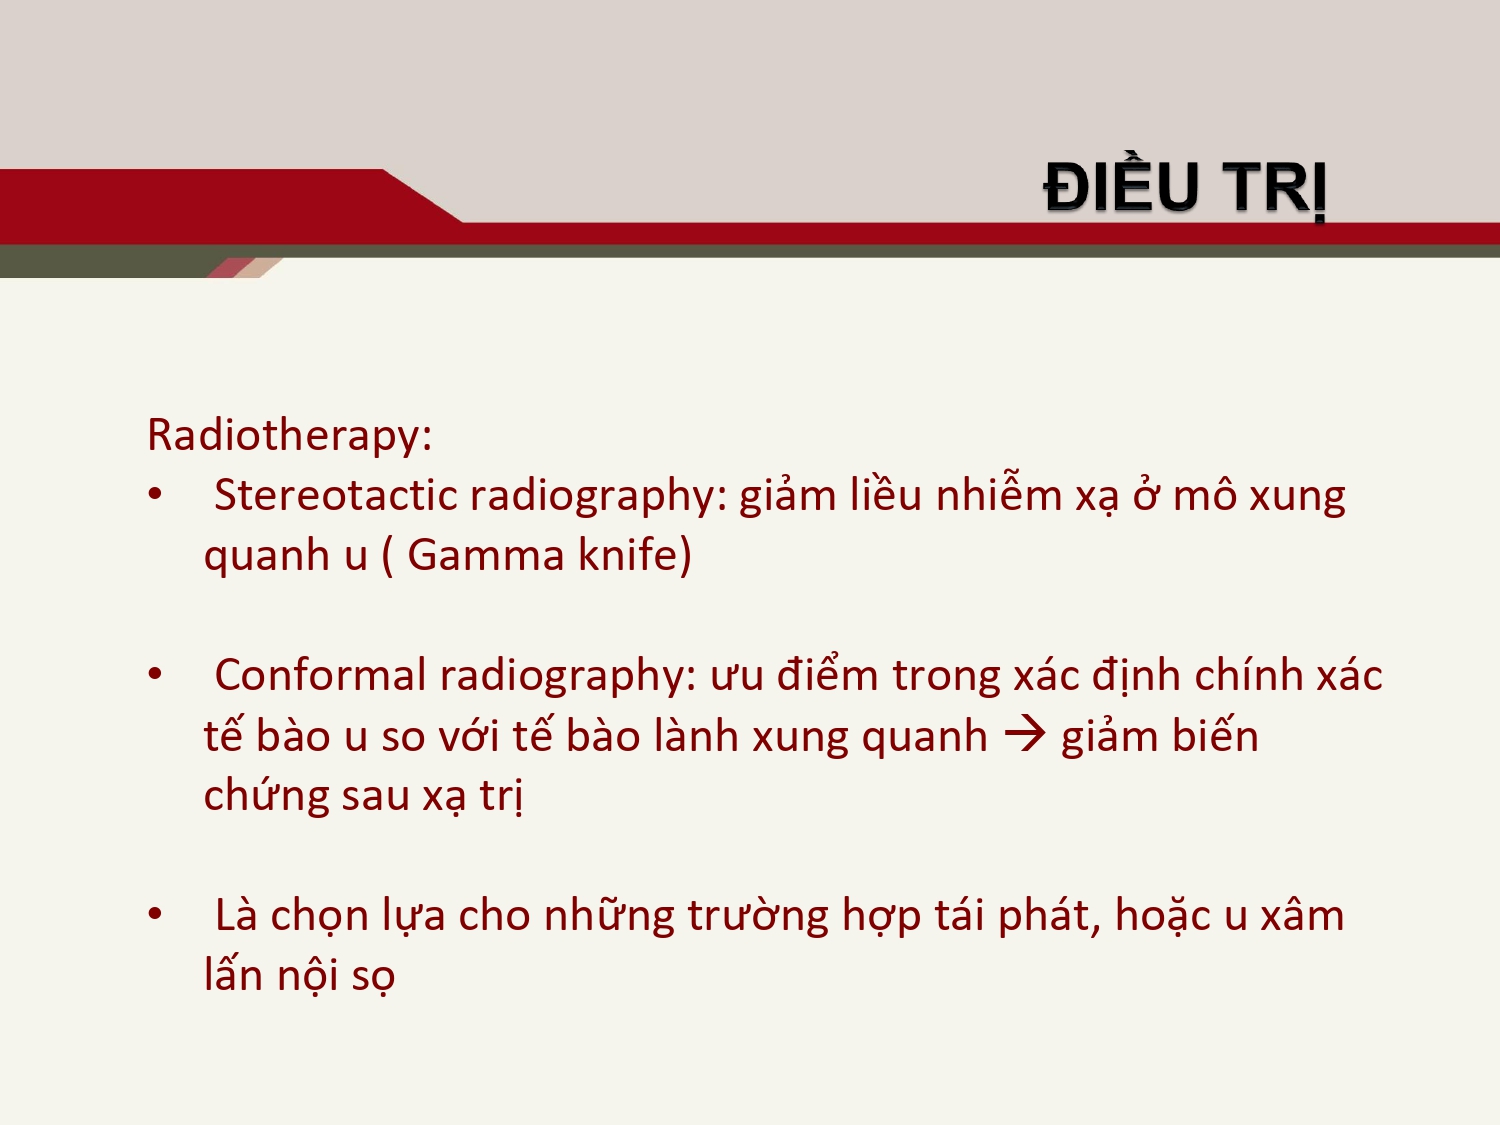 ĐIỀU TRỊ
Radiotherapy:
• Stereotactic radiography: giảm liều nhiễm xạ ở mô xung
quanh u ( Gamma knife)
• Conformal radiography: ưu điểm trong xác định chính xác
tế bào u so với tế bào lành xung quanh → giảm biến
chứng sau xạ trị
• Là chọn lựa cho những trường hợp tái phát, hoặc u xâm
lấn nội sọ